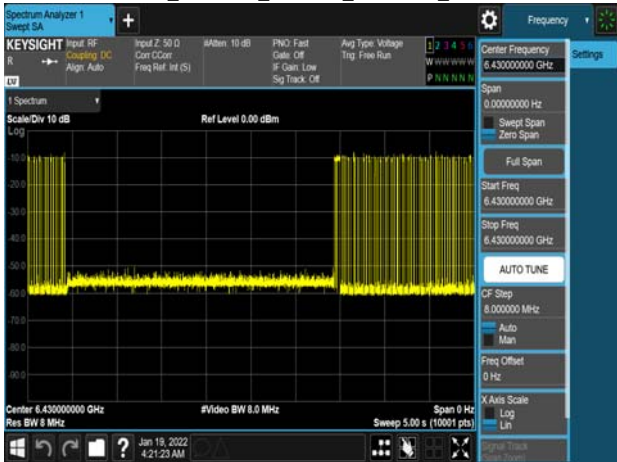 Spectrum Analyzer 1
Swept SA
+
Frequency
KEYSIGHT
Input: RF
Coupling: DC
Align: Auto
Input Z: 50 Ω
Corr CCorr
Freq Ref: Int (S)
#Atten: 10 dB
PNO: Fast
Gate: Off
IF Gain: Low
Sig Track: Off
Avg Type: Voltage
Trig: Free Run
1 2 3 4 5 6
W W W W W W
P N N N N N
R
LXI
Center Frequency
6.430000000 GHz
Settings
Span
0.00000000 Hz
Swept Span
Zero Span
Full Span
Start Freq
6.430000000 GHz
Stop Freq
6.430000000 GHz
AUTO TUNE
CF Step
8.000000 MHz
Auto
Man
Freq Offset
0 Hz
X Axis Scale
Log
Lin
Signal Track
(Span Zoom)
1 Spectrum
Scale/Div 10 dB
Ref Level 0.00 dBm
Log
-10.0
-20.0
-30.0
-40.0
-50.0
-60.0
-70.0
-80.0
-90.0
Center 6.430000000 GHz
#Video BW 8.0 MHz
Span 0 Hz
Res BW 8 MHz
Sweep 5.00 s (10001 pts)
?
Jan 19, 2022
4:21:23 AM